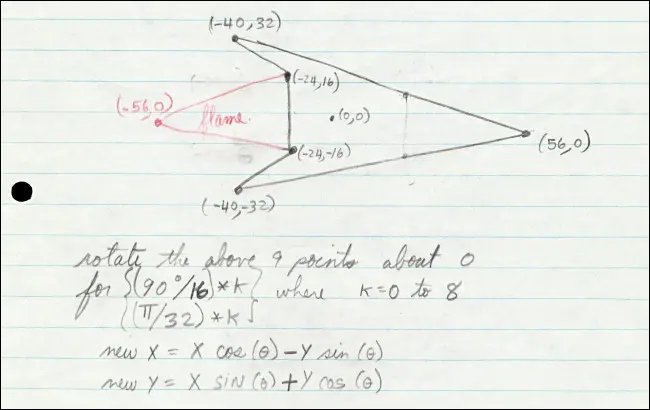 (-40,32)
(-24,16)
(-56,0)
flame
(0,0)
(56,0)
(-24,-16)
(-40,-32)
rotate the above 9 points about 0
for {(90°/16)*K} where K=0 to 8
{(π/32)*K}
new X = X cos(θ)-Y sin(θ)
new Y = X sin(θ)+Y cos(θ)